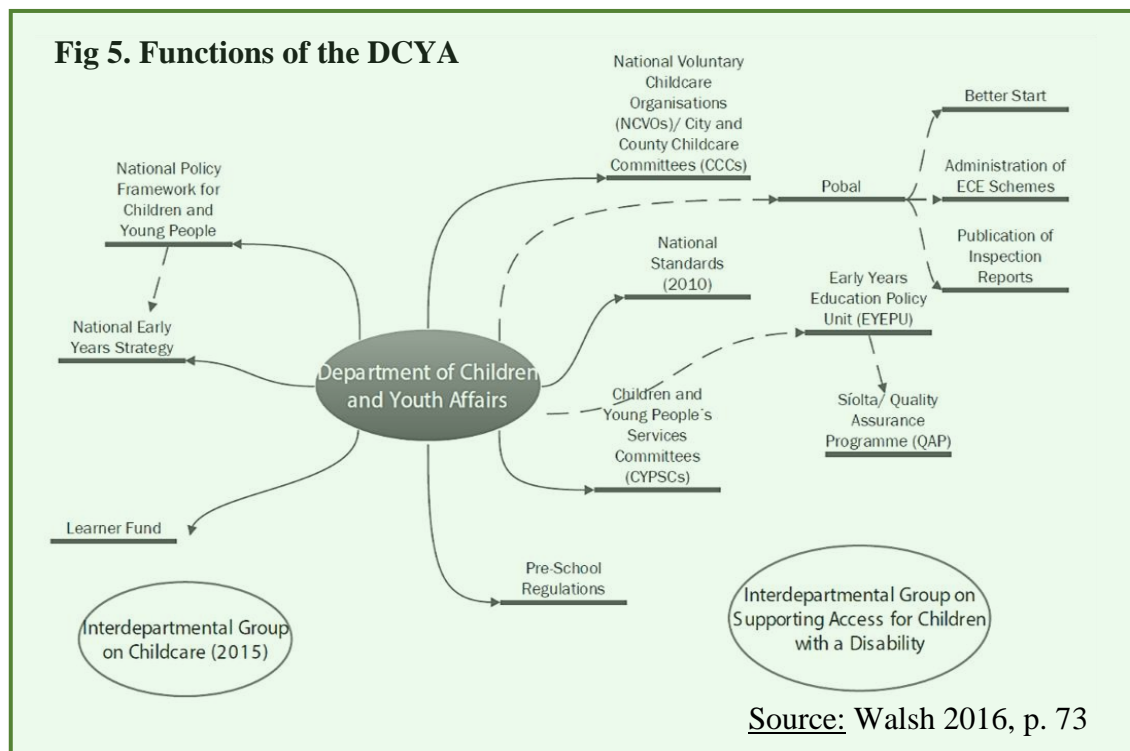 Fig 5. Functions of the DCYA
National Voluntary
Childcare
Organisations
(NCVOs)/ City and
County Childcare
Committees (CCCs)
Better Start
National Policy
Framework for
Children and
Young People
Pobal
Administration of
ECE Schemes
Publication of
Inspection
Reports
National
Standards
(2010)
Early Years
Education Policy
Unit (EYEPU)
National Early
Years Strategy
Department of Children
and Youth Affairs
Children and
Young People´s
Services
Committees
(CYPSCs)
Síolta/ Quality
Assurance
Programme (QAP)
Learner Fund
Pre-School
Regulations
Interdepartmental Group
on Childcare (2015)
Interdepartmental Group on
Supporting Access for Children
with a Disability
Source: Walsh 2016, p. 73